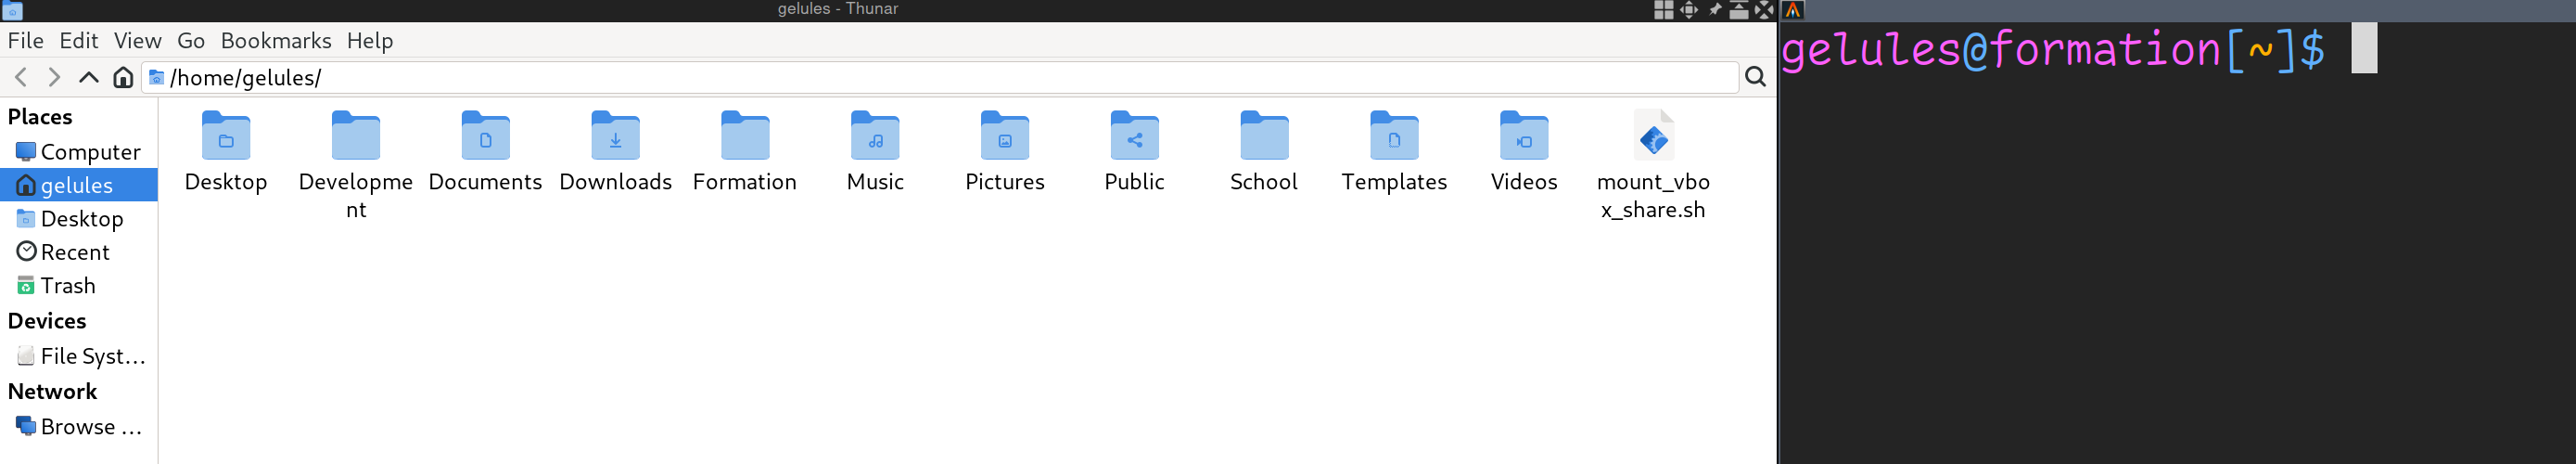 gelules - Thunar
File Edit View Go Bookmarks Help
/home/gelules/
Places
Computer
gelules
Desktop
Recent
Trash
Devices
File Syst...
Network
Browse ...
Desktop
Developme
nt
Documents
Downloads
Formation
Music
Pictures
Public
School
Templates
Videos
mount_vbo
x_share.sh
gelules@formation[~]$